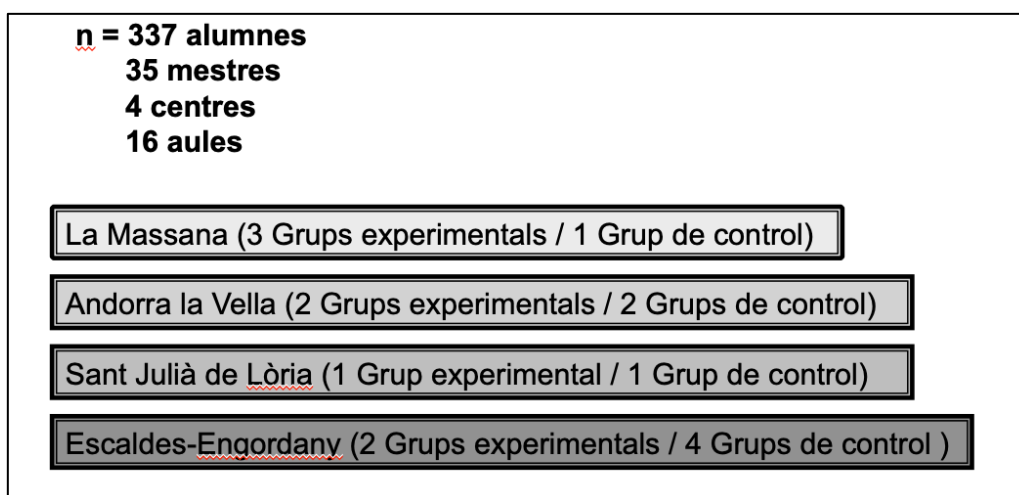 n = 337 alumnes
35 mestres
4 centres
16 aules
La Massana (3 Grups experimentals / 1 Grup de control)
Andorra la Vella (2 Grups experimentals / 2 Grups de control)
Sant Julià de Lòria (1 Grup experimental / 1 Grup de control)
Escaldes-Engordany (2 Grups experimentals / 4 Grups de control )